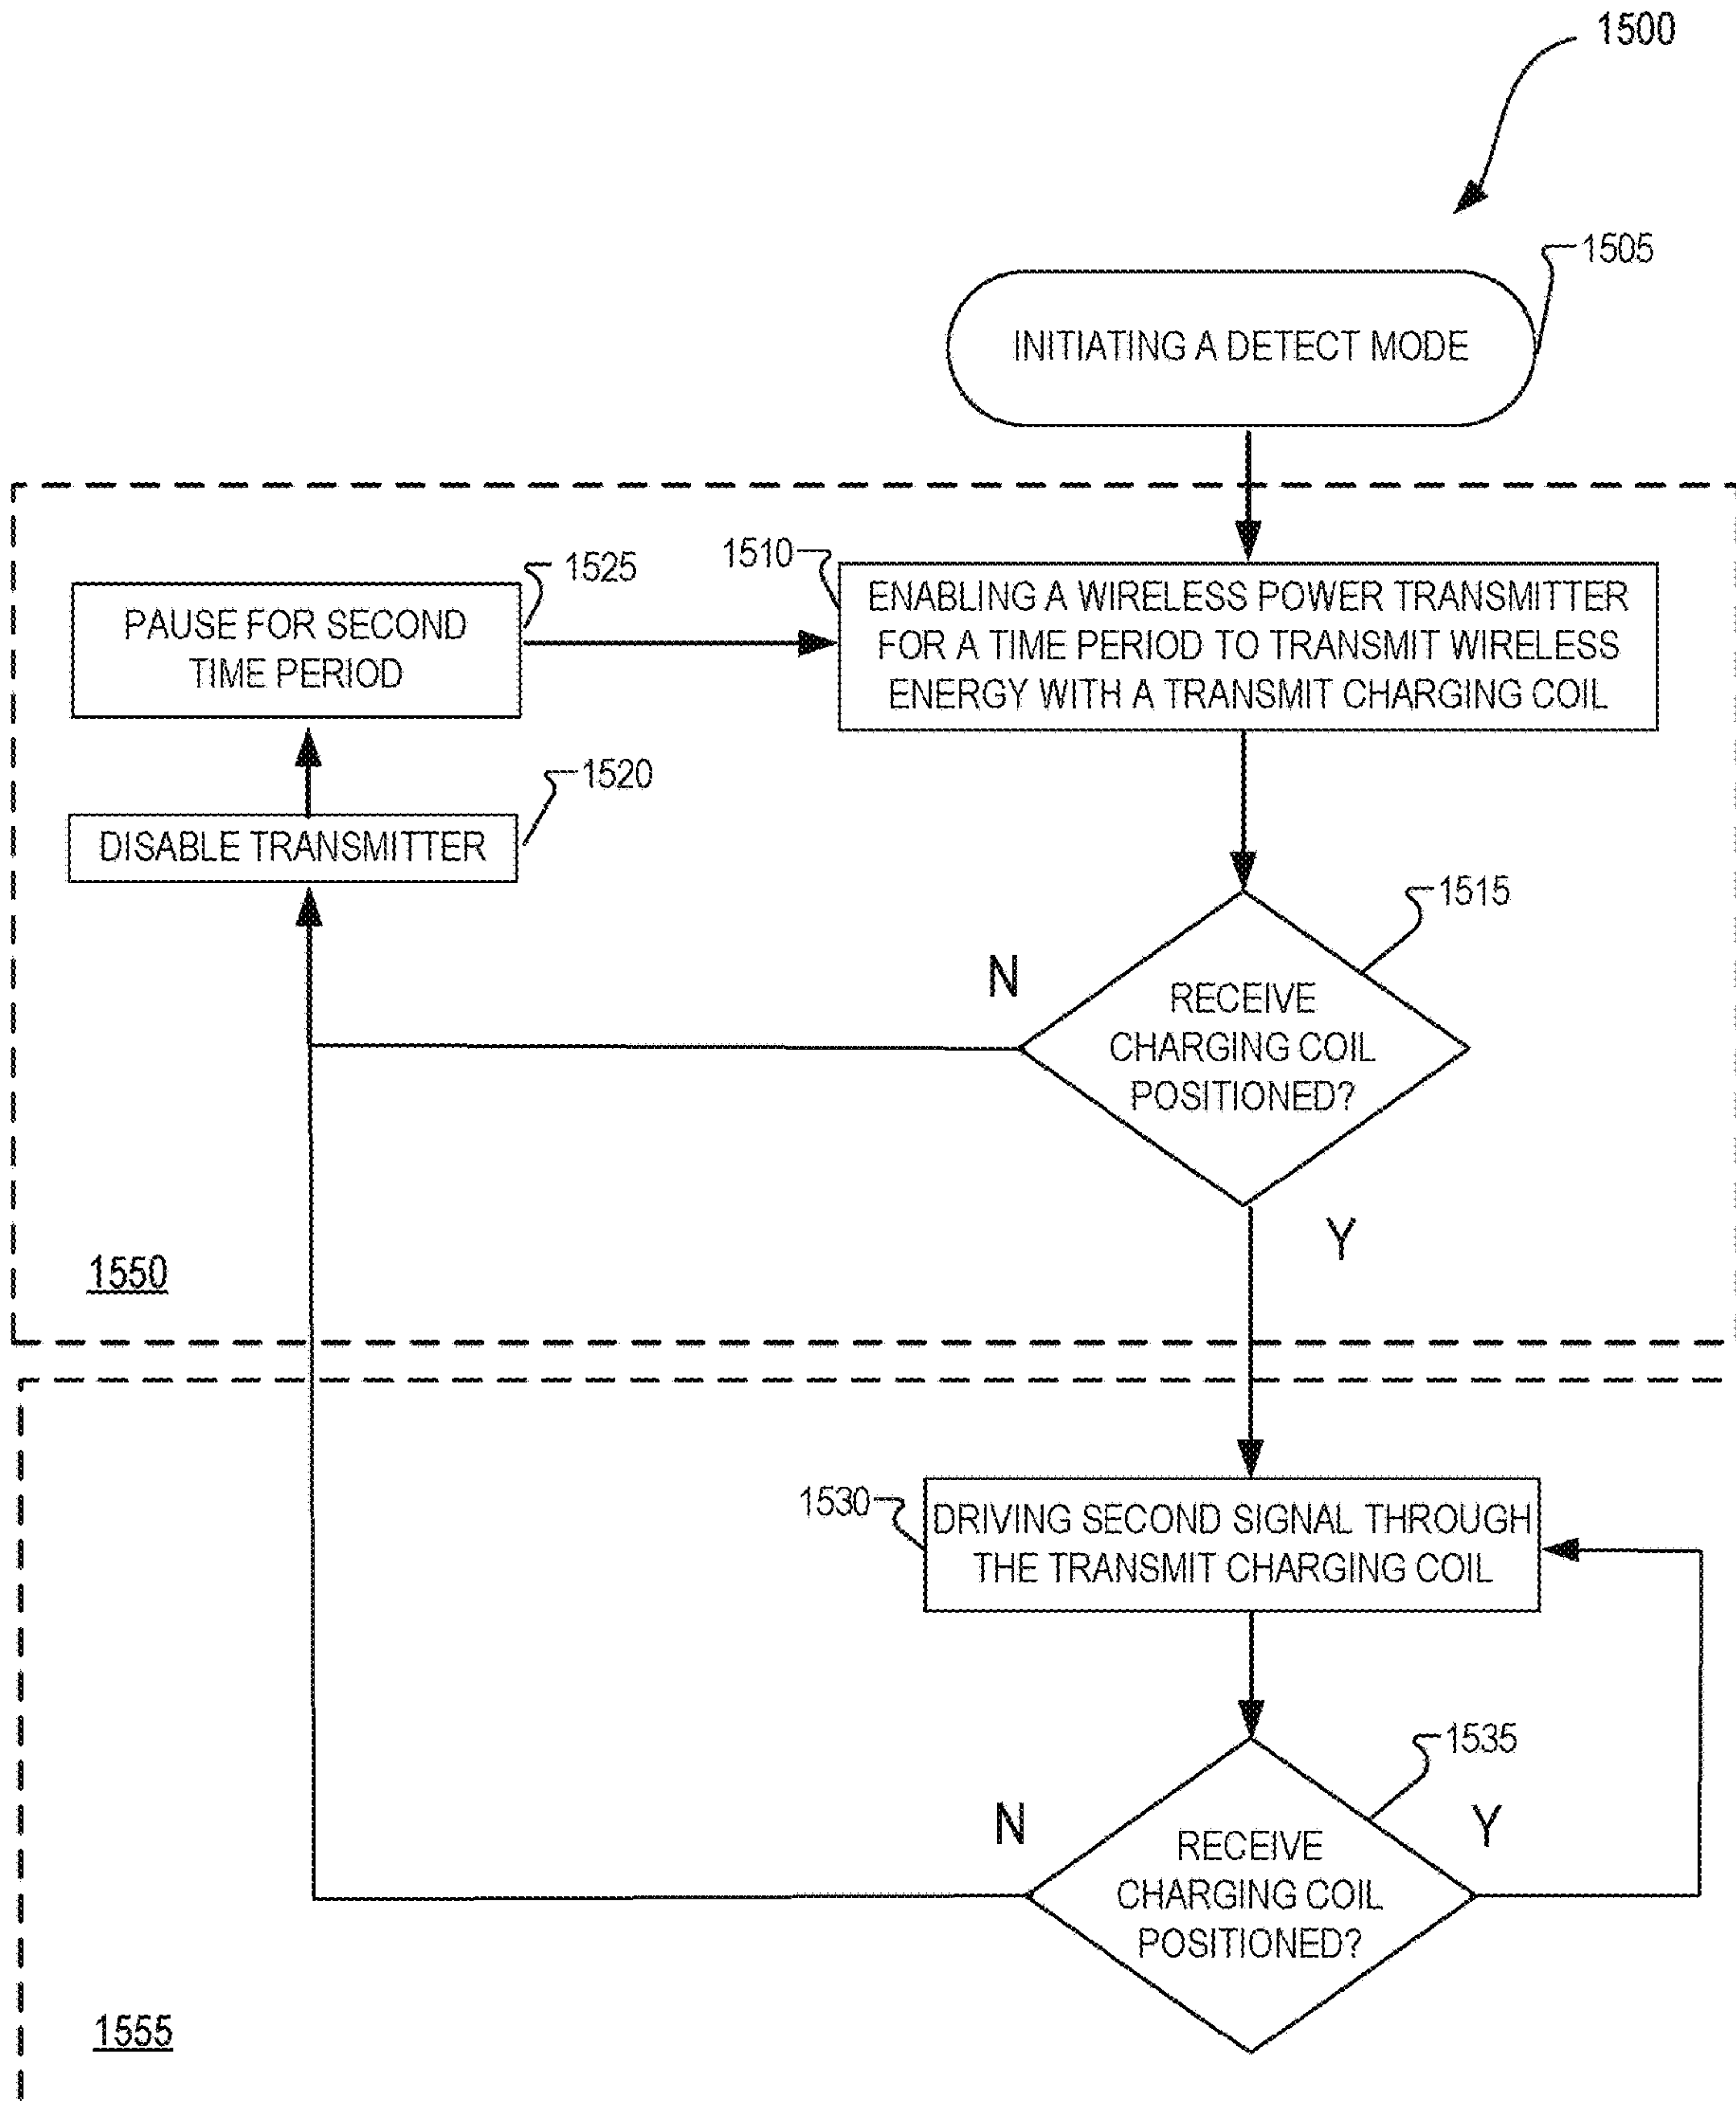 1500
1505
INITIATING A DETECT MODE
1525
1510
PAUSE FOR SECOND
TIME PERIOD
ENABLING A WIRELESS POWER TRANSMITTER
FOR A TIME PERIOD TO TRANSMIT WIRELESS
ENERGY WITH A TRANSMIT CHARGING COIL
1520
DISABLE TRANSMITTER
1515
N
RECEIVE
CHARGING COIL
POSITIONED?
Y
1550
1530
DRIVING SECOND SIGNAL THROUGH
THE TRANSMIT CHARGING COIL
1535
N
Y
RECEIVE
CHARGING COIL
POSITIONED?
1555